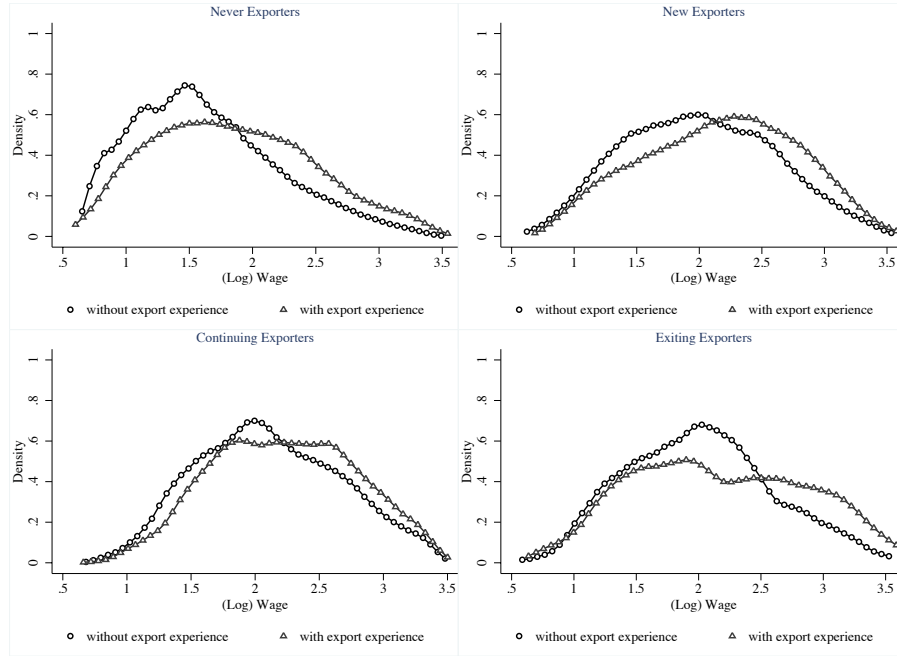 Never Exporters
1
.8
.6
.4
.2
0
Density
.5 1 1.5 2 2.5 3 3.5
(Log) Wage
without export experience with export experience
New Exporters
1
.8
.6
.4
.2
0
Density
.5 1 1.5 2 2.5 3 3.5
(Log) Wage
without export experience with export experience
Continuing Exporters
1
.8
.6
.4
.2
0
Density
.5 1 1.5 2 2.5 3 3.5
(Log) Wage
without export experience with export experience
Exiting Exporters
1
.8
.6
.4
.2
0
Density
.5 1 1.5 2 2.5 3 3.5
(Log) Wage
without export experience with export experience